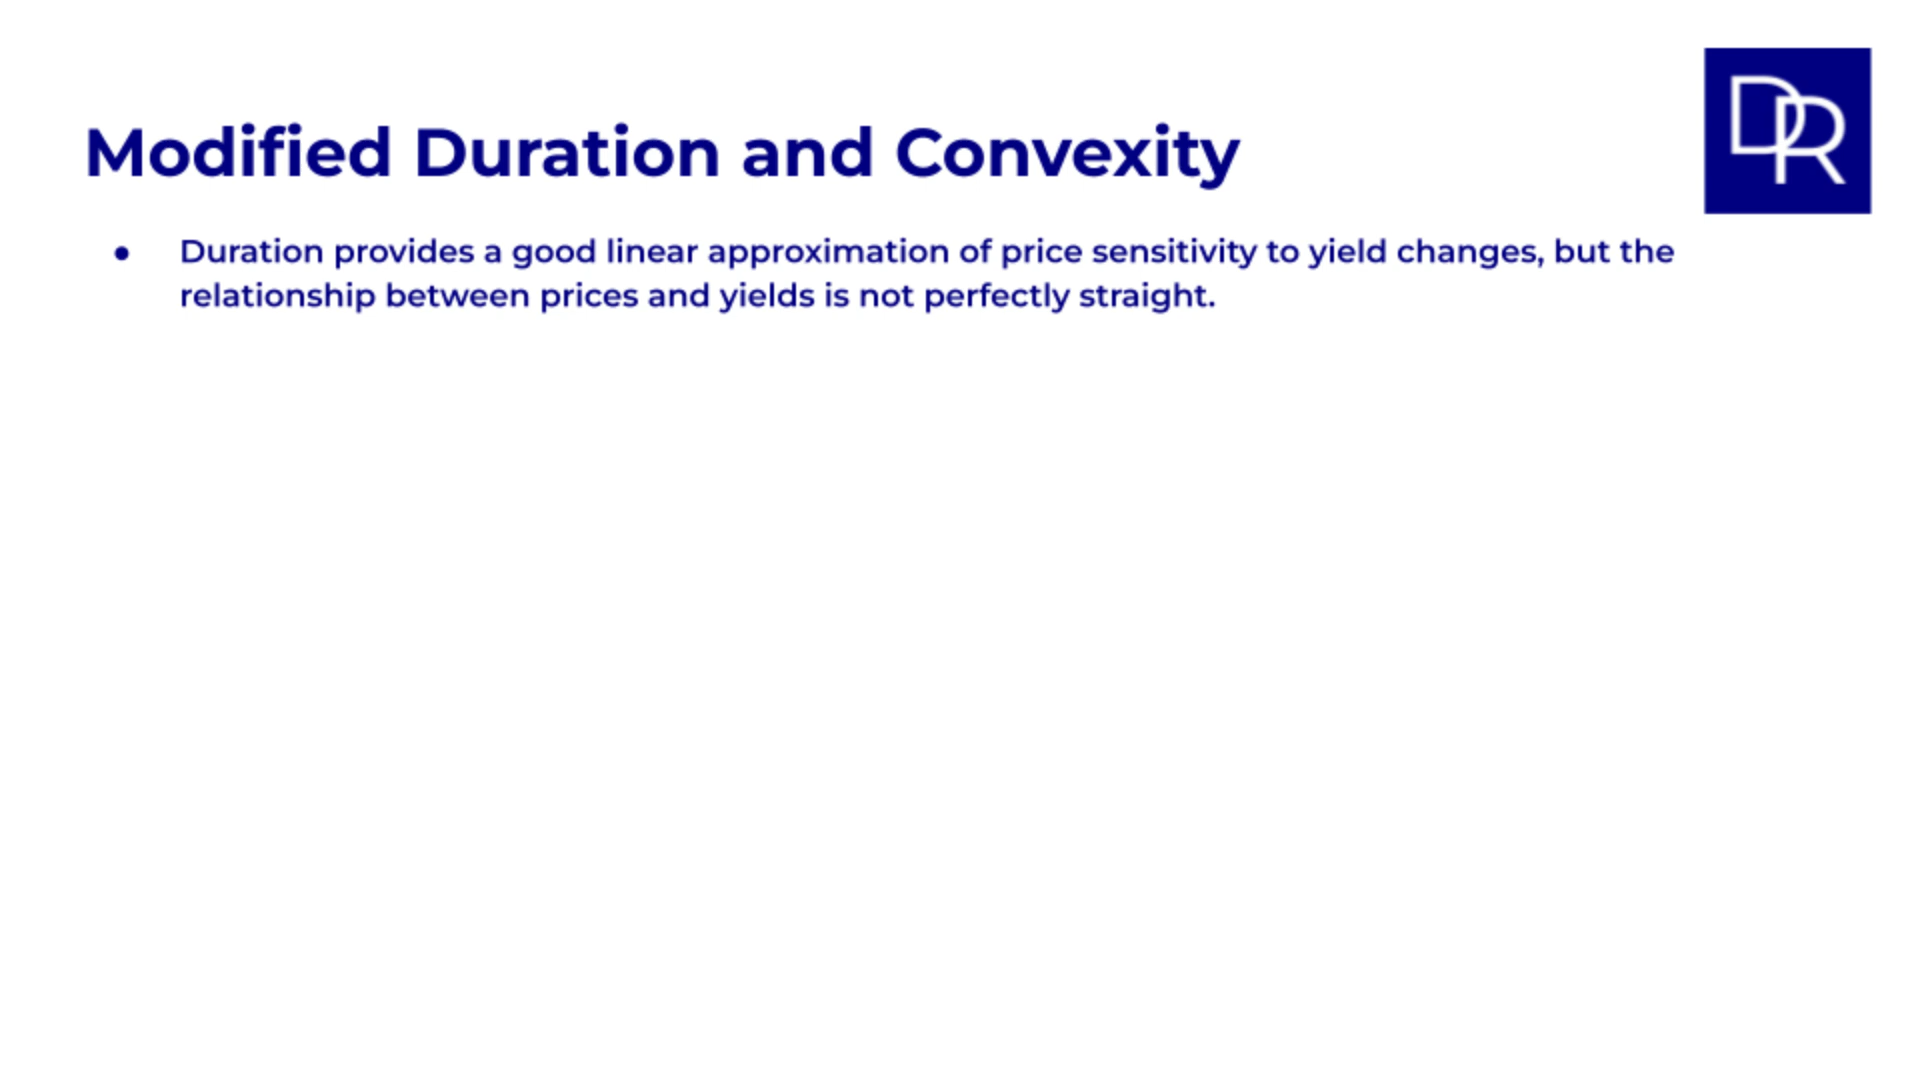 DR
Modified Duration and Convexity
● Duration provides a good linear approximation of price sensitivity to yield changes, but the
relationship between prices and yields is not perfectly straight.